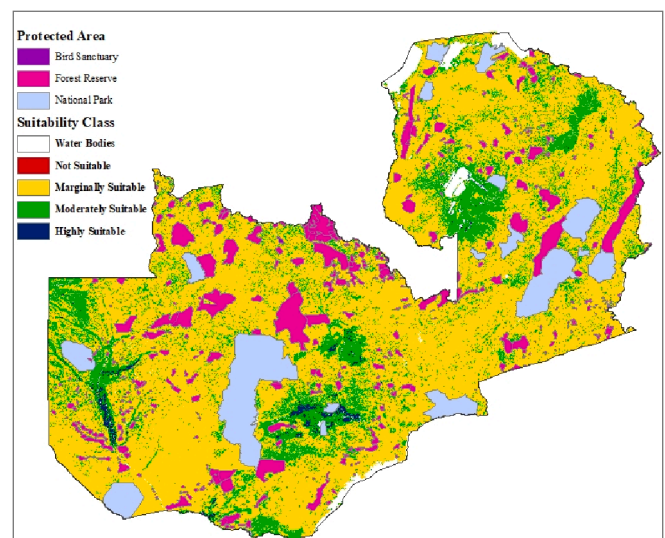 Protected Area
Bird Sanctuary
Forest Reserve
National Park
Suitability Class
Water Bodies
Not Suitable
Marginally Suitable
Moderately Suitable
Highly Suitable